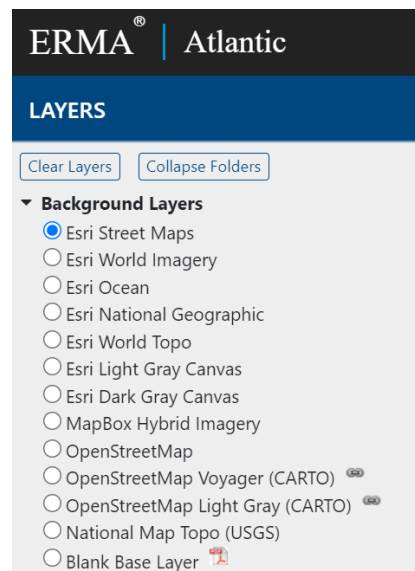 ERMA® | Atlantic
LAYERS
Clear Layers Collapse Folders
Background Layers
Esri Street Maps
Esri World Imagery
Esri Ocean
Esri National Geographic
Esri World Topo
Esri Light Gray Canvas
Esri Dark Gray Canvas
MapBox Hybrid Imagery
OpenStreetMap
OpenStreetMap Voyager (CARTO)
OpenStreetMap Light Gray (CARTO)
National Map Topo (USGS)
Blank Base Layer